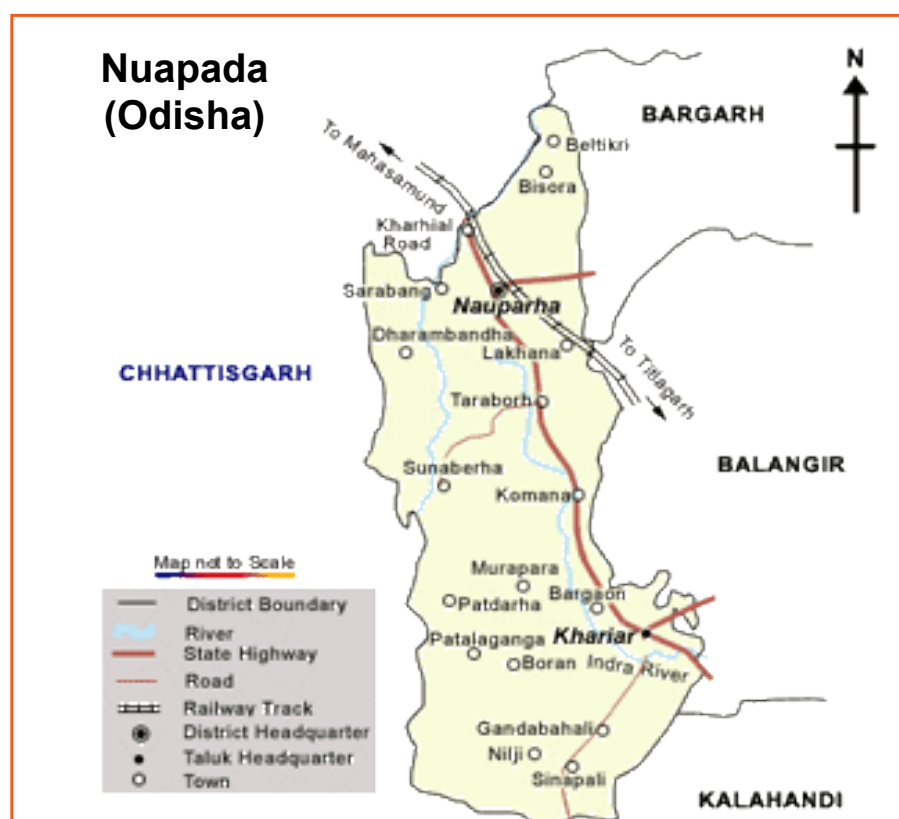 Nuapada
(Odisha)
N
BARGARH
To Mahasamund
Beltikri
Bisora
Kharhial
Road
Sarabang
Nauparha
Dharambandha
Lakhana
To Titlagarh
CHHATTISGARH
Taraborh
BALANGIR
Sunaberha
Komana
Map not to Scale
Murapara
Bargaon
Patdarha
Khariar
Patalaganga
Boran
Indra River
Gandabahali
Nilji
Sinapali
KALAHANDI
District Boundary
River
State Highway
Road
Railway Track
District Headquarter
Taluk Headquarter
Town